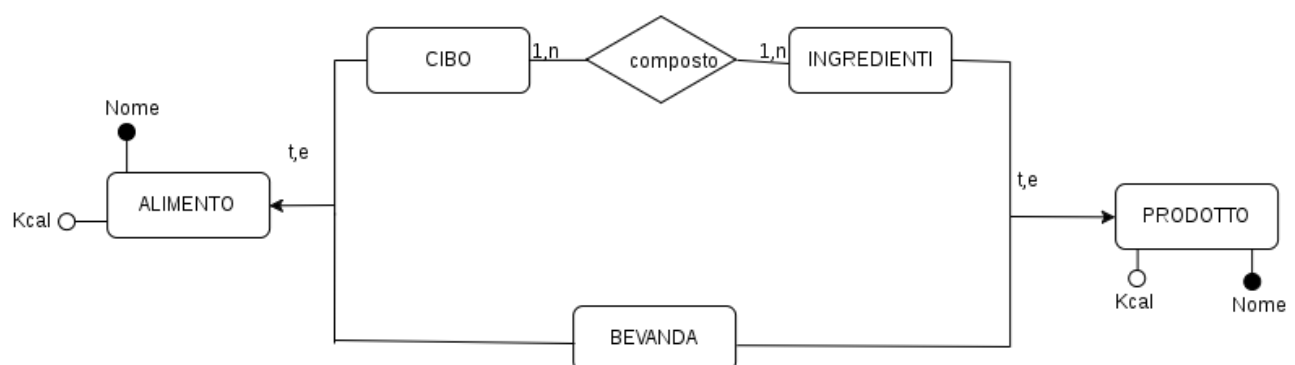 CIBO
1,n
composto
1,n
INGREDIENTI
Nome
t,e
t,e
ALIMENTO
Kcal
PRODOTTO
Kcal
Nome
BEVANDA